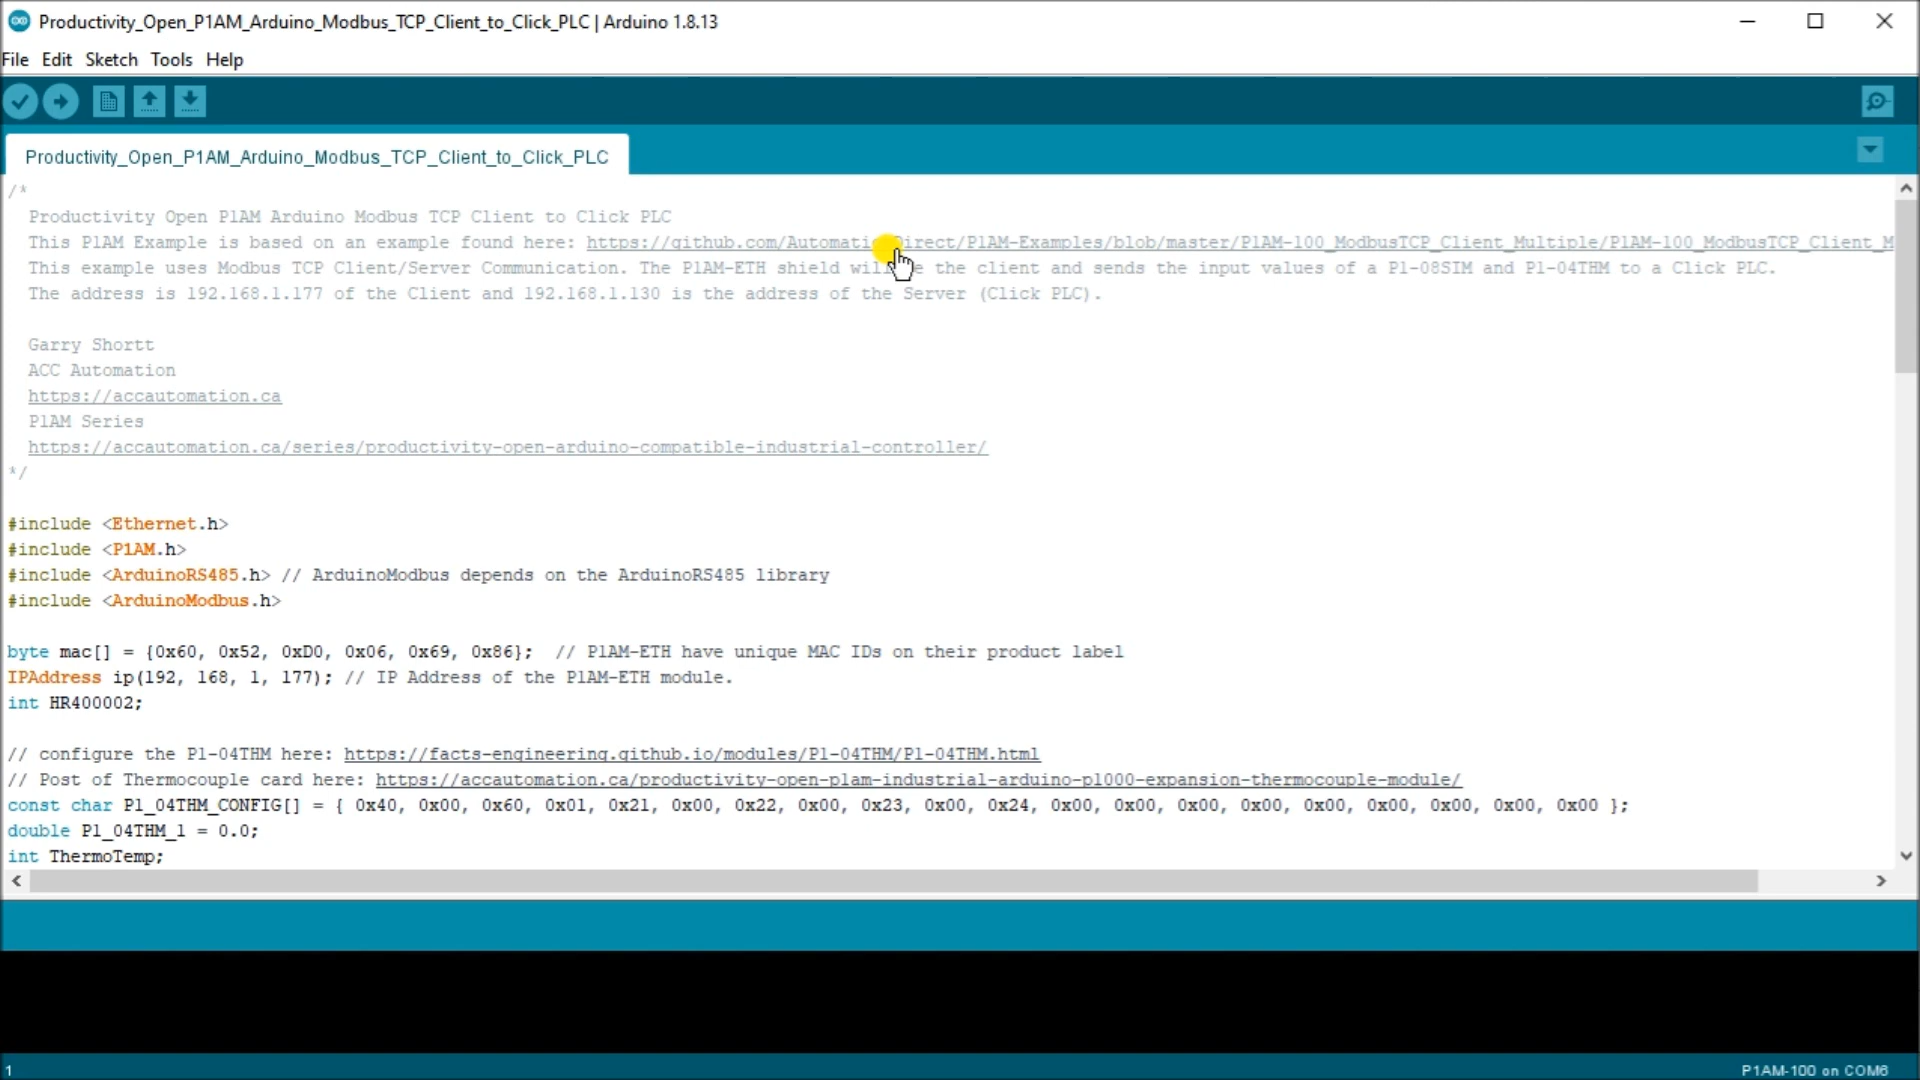 Productivity_Open_P1AM_Arduino_Modbus_TCP_Client_to_Click_PLC | Arduino 1.8.13
File Edit Sketch Tools Help
Productivity_Open_P1AM_Arduino_Modbus_TCP_Client_to_Click_PLC
/*
Productivity Open P1AM Arduino Modbus TCP Client to Click PLC
This P1AM Example is based on an example found here: https://github.com/AutomationDirect/P1AM-Examples/blob/master/P1AM-100_ModbusTCP_Client_Multiple/P1AM-100_ModbusTCP_Client_M
This example uses Modbus TCP Client/Server Communication. The P1AM-ETH shield will be the client and sends the input values of a P1-08SIM and P1-04THM to a Click PLC.
The address is 192.168.1.177 of the Client and 192.168.1.130 is the address of the Server (Click PLC).
Garry Shortt
ACC Automation
https://accautomation.ca
P1AM Series
https://accautomation.ca/series/productivity-open-arduino-compatible-industrial-controller/
*/
#include <Ethernet.h>
#include <P1AM.h>
#include <ArduinoRS485.h> // ArduinoModbus depends on the ArduinoRS485 library
#include <ArduinoModbus.h>
byte mac[] = {0x60, 0x52, 0xD0, 0x06, 0x69, 0x86};  // P1AM-ETH have unique MAC IDs on their product label
IPAddress ip(192, 168, 1, 177); // IP Address of the P1AM-ETH module.
int HR400002;
// configure the P1-04THM here: https://facts-engineering.github.io/modules/P1-04THM/P1-04THM.html
// Post of Thermocouple card here: https://accautomation.ca/productivity-open-p1am-industrial-arduino-p1000-expansion-thermocouple-module/
const char P1_04THM_CONFIG[] = { 0x40, 0x00, 0x60, 0x01, 0x21, 0x00, 0x22, 0x00, 0x23, 0x00, 0x24, 0x00, 0x00, 0x00, 0x00, 0x00, 0x00, 0x00, 0x00, 0x00 };
double P1_04THM_1 = 0.0;
int ThermoTemp;
1
P1AM-100 on COM6